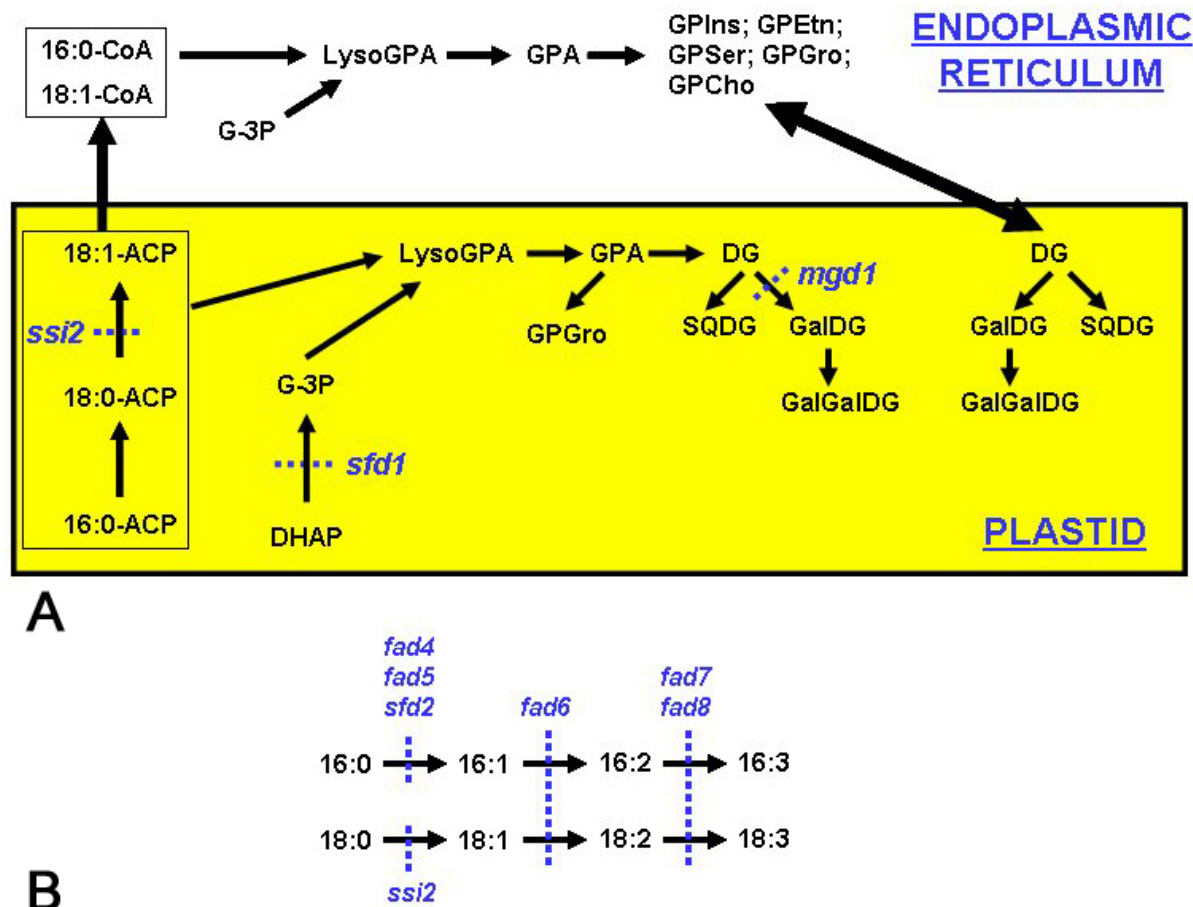 16:0-CoA
18:1-CoA
LysoGPA
GPA
GPIns; GPEtn;
GPSer; GPGro;
GPCho
ENDOPLASMIC
RETICULUM
G-3P
18:1-ACP
ssi2
18:0-ACP
16:0-ACP
LysoGPA
GPA
DG
mgd1
GPGro
SQDG
GalDG
GalGalDG
DG
GalDG
SQDG
GalGalDG
G-3P
sfd1
DHAP
PLASTID
A
fad4
fad5
sfd2
fad6
fad7
fad8
16:0
16:1
16:2
16:3
18:0
18:1
18:2
18:3
ssi2
B